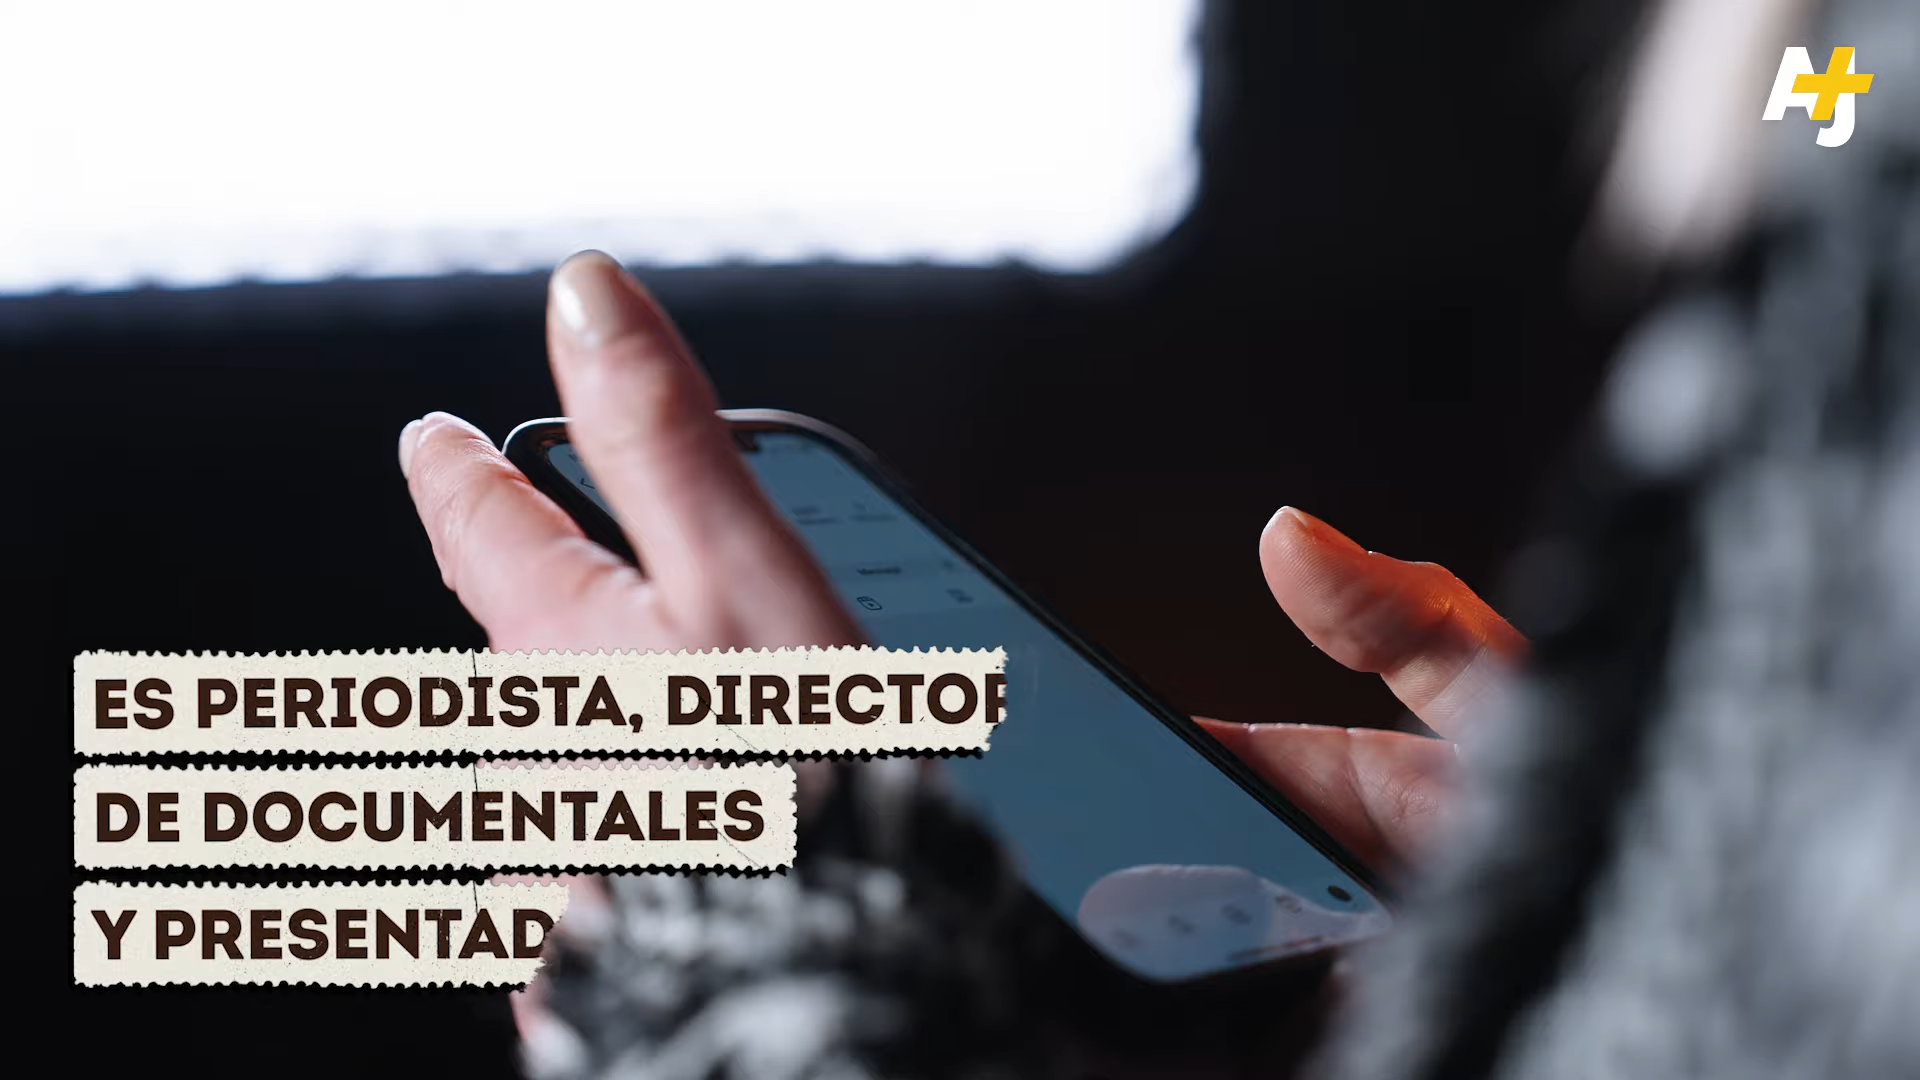 AJ+
ES PERIODISTA, DIRECTOR
DE DOCUMENTALES
Y PRESENTAD